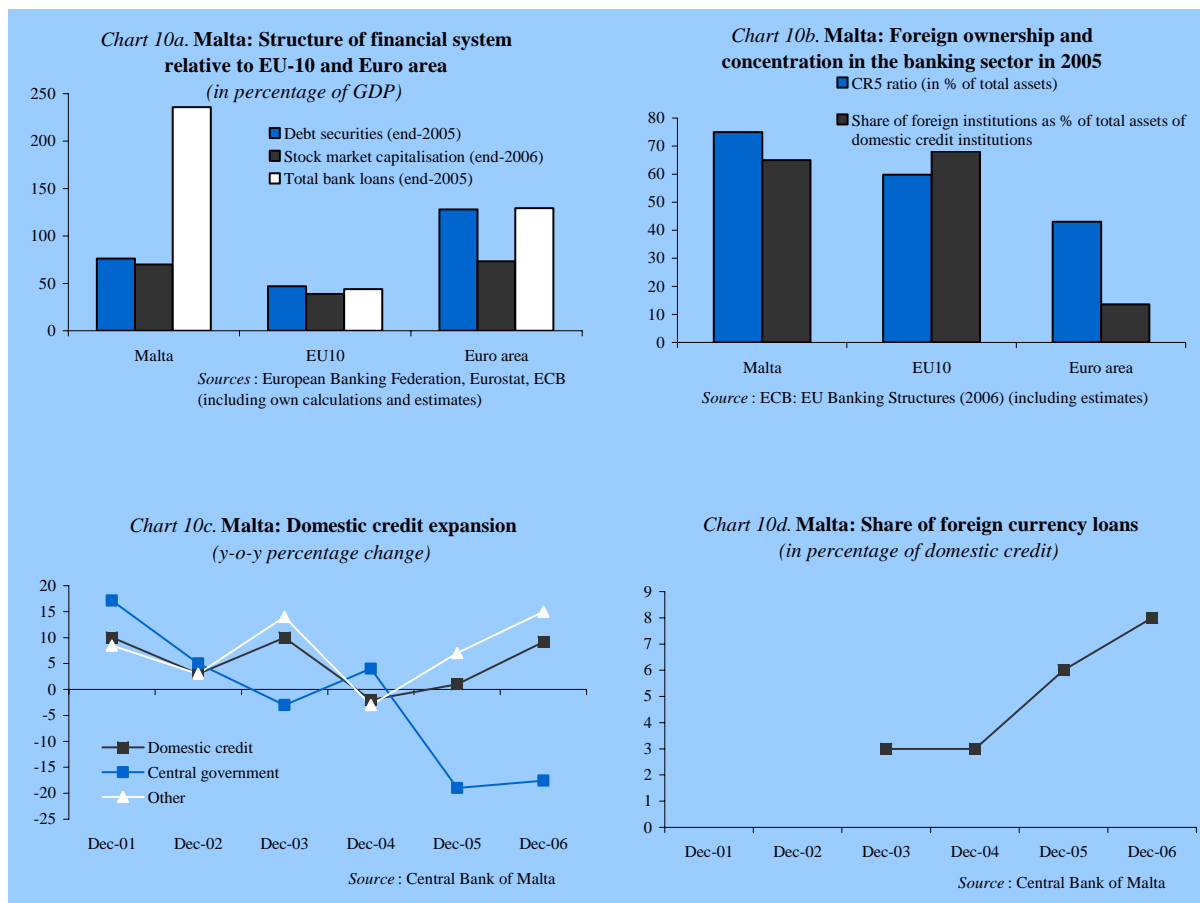 Chart 10a. Malta: Structure of financial system
relative to EU-10 and Euro area
(in percentage of GDP)
250
200
150
100
50
0
Debt securities (end-2005)
Stock market capitalisation (end-2006)
Total bank loans (end-2005)
Malta EU10 Euro area
Sources : European Banking Federation, Eurostat, ECB
(including own calculations and estimates)
Chart 10b. Malta: Foreign ownership and
concentration in the banking sector in 2005
CR5 ratio (in % of total assets)
Share of foreign institutions as % of total assets of
domestic credit institutions
80
70
60
50
40
30
20
10
0
Malta EU10 Euro area
Source : ECB: EU Banking Structures (2006) (including estimates)
Chart 10c. Malta: Domestic credit expansion
(y-o-y percentage change)
20
15
10
5
0
-5
-10
-15
-20
-25
Domestic credit
Central government
Other
Dec-01 Dec-02 Dec-03 Dec-04 Dec-05 Dec-06
Source : Central Bank of Malta
Chart 10d. Malta: Share of foreign currency loans
(in percentage of domestic credit)
9
8
7
6
5
4
3
2
1
0
Dec-01 Dec-02 Dec-03 Dec-04 Dec-05 Dec-06
Source : Central Bank of Malta